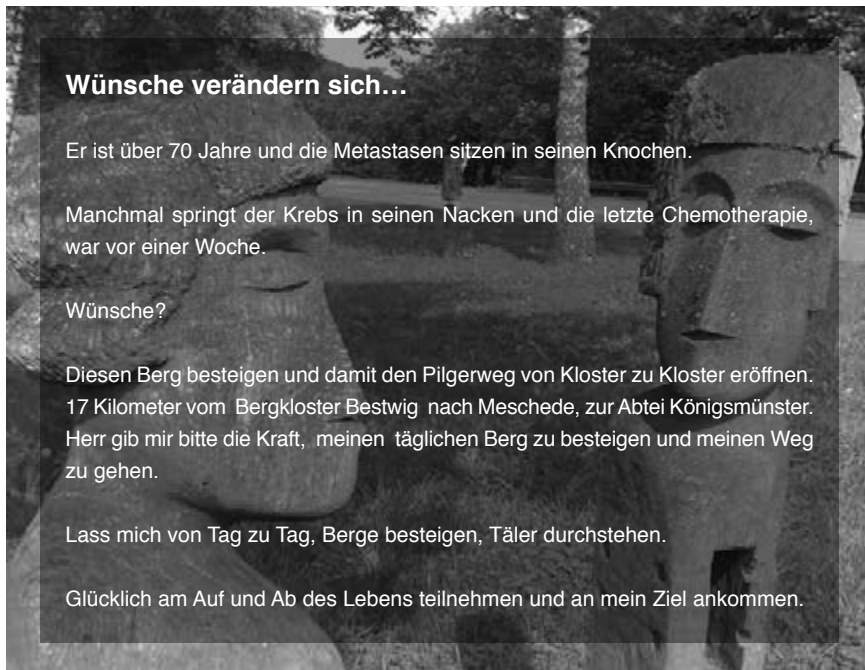 Wünsche verändern sich…
Er ist über 70 Jahre und die Metastasen sitzen in seinen Knochen.
Manchmal springt der Krebs in seinen Nacken und die letzte Chemotherapie,
war vor einer Woche.
Wünsche?
Diesen Berg besteigen und damit den Pilgerweg von Kloster zu Kloster eröffnen.
17 Kilometer vom Bergkloster Bestwig nach Meschede, zur Abtei Königsmünster.
Herr gib mir bitte die Kraft, meinen täglichen Berg zu besteigen und meinen Weg
zu gehen.
Lass mich von Tag zu Tag, Berge besteigen, Täler durchstehen.
Glücklich am Auf und Ab des Lebens teilnehmen und an mein Ziel ankommen.